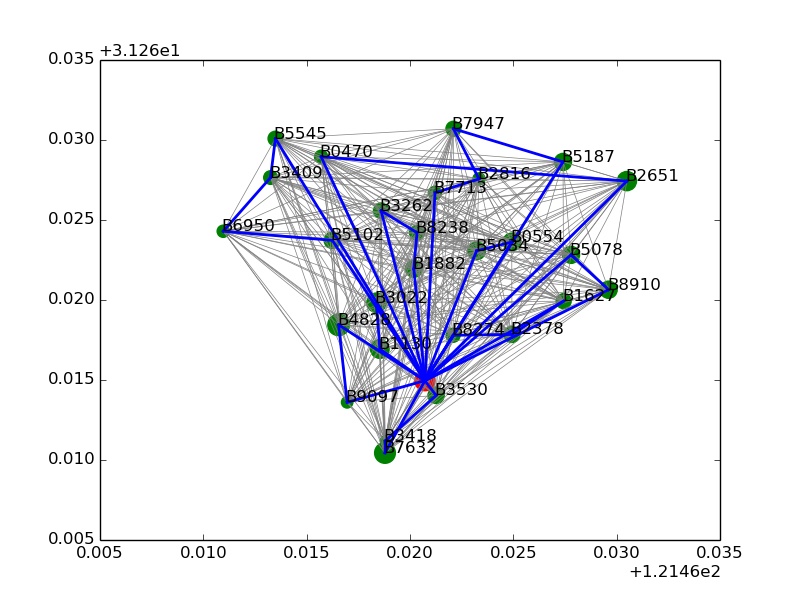 +3.126e1
0.035
0.030
0.025
0.020
0.015
0.010
0.005
B7947
B5545
B0470
B5187
B3409
B2816
B2651
B7713
B3262
B6950
B8238
B5102
B0554
B5034
B5078
B1882
B8910
B3022
B1627
B4828
B8274
B2378
B1130
B3530
B9097
B3418
B7632
0.005
0.010
0.015
0.020
0.025
0.030
0.035
+1.2146e2